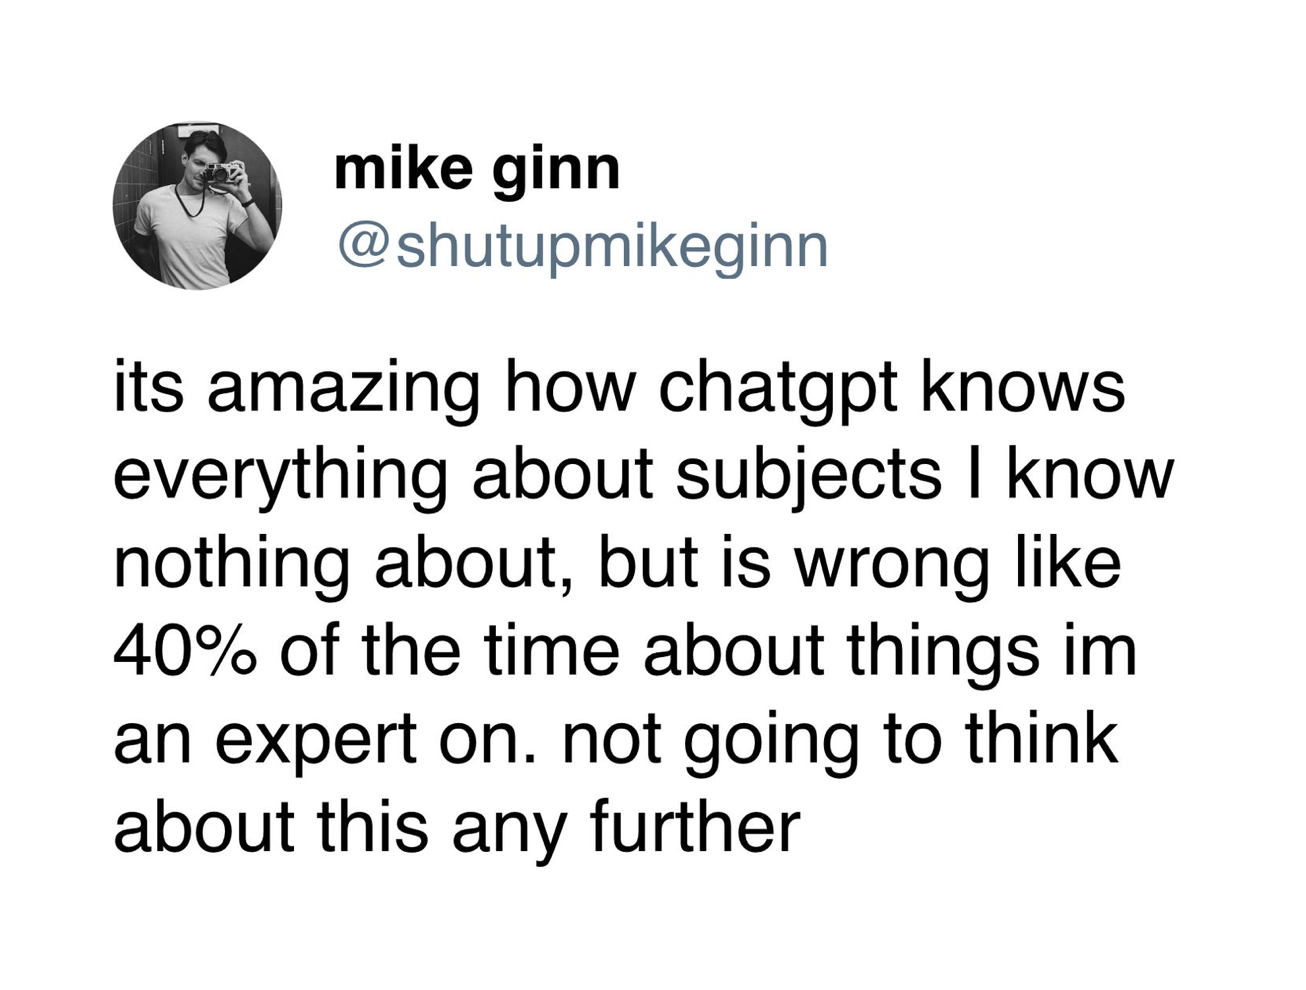 mike ginn
@shutupmikeginn
its amazing how chatgpt knows
everything about subjects I know
nothing about, but is wrong like
40% of the time about things im
an expert on. not going to think
about this any further